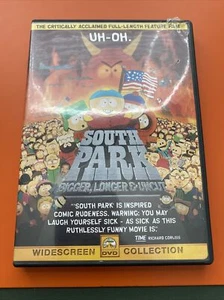 THE CRITICALLY ACCLAIMED FULL-LENGTH FEATURE FILM
UH-OH.
SOUTH
PARK
BIGGER, LONGER & UNCUT
"SOUTH PARK IS INSPIRED
COMIC RUDENESS. WARNING: YOU MAY
LAUGH YOURSELF SICK - AS SICK AS THIS
RUTHLESSLY FUNNY MOVIE IS."
TIME RICHARD CORLISS
WIDESCREEN DVD COLLECTION